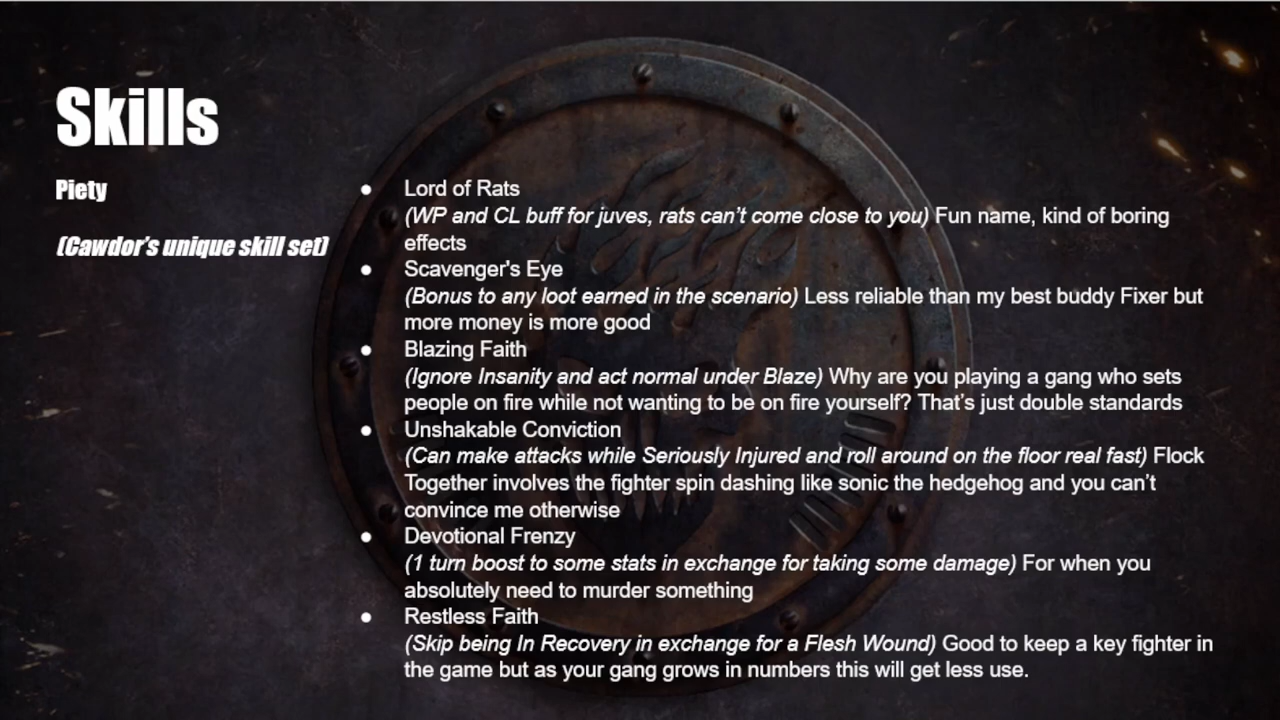 Skills
Piety
(Cawdor's unique skill set)
● Lord of Rats
(WP and CL buff for juves, rats can't come close to you) Fun name, kind of boring
effects
● Scavenger's Eye
(Bonus to any loot earned in the scenario) Less reliable than my best buddy Fixer but
more money is more good
● Blazing Faith
(Ignore Insanity and act normal under Blaze) Why are you playing a gang who sets
people on fire while not wanting to be on fire yourself? That's just double standards
● Unshakable Conviction
(Can make attacks while Seriously Injured and roll around on the floor real fast) Flock
Together involves the fighter spin dashing like sonic the hedgehog and you can't
convince me otherwise
● Devotional Frenzy
(1 turn boost to some stats in exchange for taking some damage) For when you
absolutely need to murder something
● Restless Faith
(Skip being In Recovery in exchange for a Flesh Wound) Good to keep a key fighter in
the game but as your gang grows in numbers this will get less use.